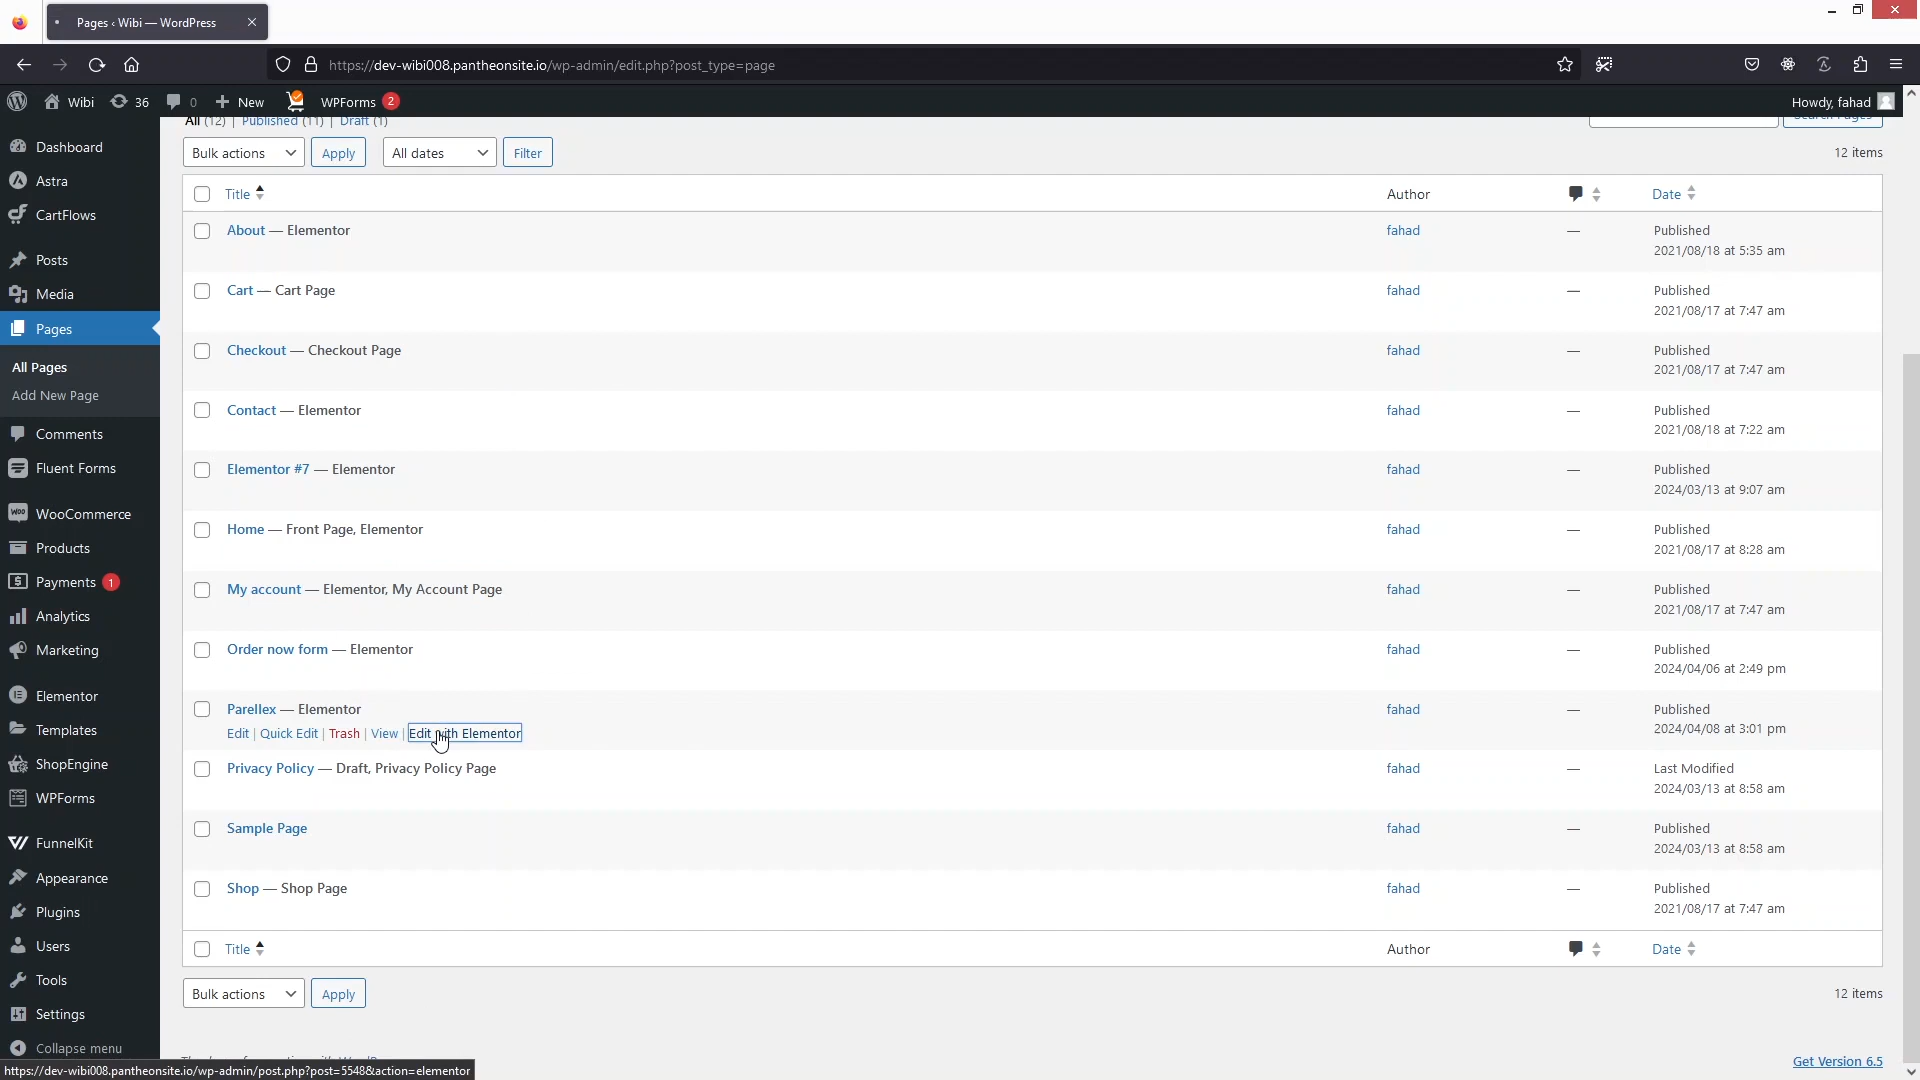 Pages ‹ Wibi — WordPress
https://dev-wibi008.pantheonsite.io/wp-admin/edit.php?post_type=page
Wibi 36 0 New WPForms 2 Howdy, fahad
All (12) | Published (11) | Draft (1) Search Pages
Bulk actions Apply All dates Filter 12 items
Dashboard
Astra
CartFlows
Posts
Media
Pages
All Pages
Add New Page
Comments
Fluent Forms
WooCommerce
Products
Payments 1
Analytics
Marketing
Elementor
Templates
ShopEngine
WPForms
FunnelKit
Appearance
Plugins
Users
Tools
Settings
Collapse menu
Title Author Date
About — Elementor fahad — Published
2021/08/18 at 5:35 am
Cart — Cart Page fahad — Published
2021/08/17 at 7:47 am
Checkout — Checkout Page fahad — Published
2021/08/17 at 7:47 am
Contact — Elementor fahad — Published
2021/08/18 at 7:22 am
Elementor #7 — Elementor fahad — Published
2024/03/13 at 9:07 am
Home — Front Page, Elementor fahad — Published
2021/08/17 at 8:28 am
My account — Elementor, My Account Page fahad — Published
2021/08/17 at 7:47 am
Order now form — Elementor fahad — Published
2024/04/06 at 2:49 pm
Parellex — Elementor fahad — Published
Edit | Quick Edit | Trash | View | Edit with Elementor 2024/04/08 at 3:01 pm
Privacy Policy — Draft, Privacy Policy Page fahad — Last Modified
2024/03/13 at 8:58 am
Sample Page fahad — Published
2024/03/13 at 8:58 am
Shop — Shop Page fahad — Published
2021/08/17 at 7:47 am
Title Author Date
Bulk actions Apply 12 items
Get Version 6.5
https://dev-wibi008.pantheonsite.io/wp-admin/post.php?post=5548&action=elementor